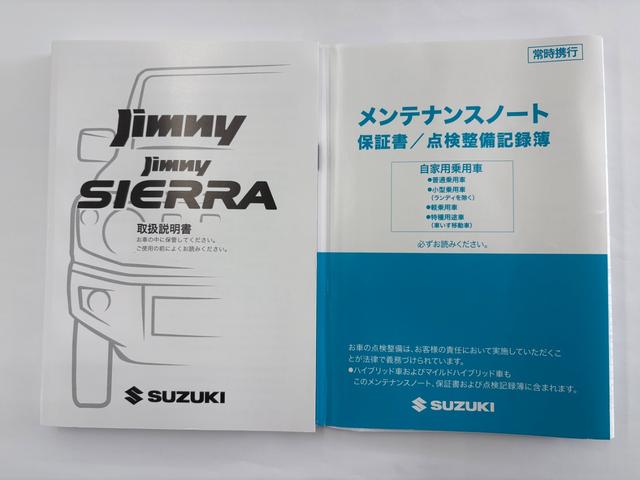 Jimny
Jimny
SIERRA
取扱説明書
お車の中に保管してください。
ご使用の前によくお読みください。
SUZUKI
常時携行
メンテナンスノート
保証書／点検整備記録簿
自家用乗用車
●普通乗用車
●小型乗用車
（ランディを除く）
●軽乗用車
●特種用途車
（車いす移動車）
必ずお読みください。
お車の点検整備は、お客様の責任において実施していただくこ
とが法律で義務づけられています。
●ハイブリッド車およびマイルドハイブリッド車も
このメンテナンスノート、保証書および点検記録簿に含まれます。
SUZUKI